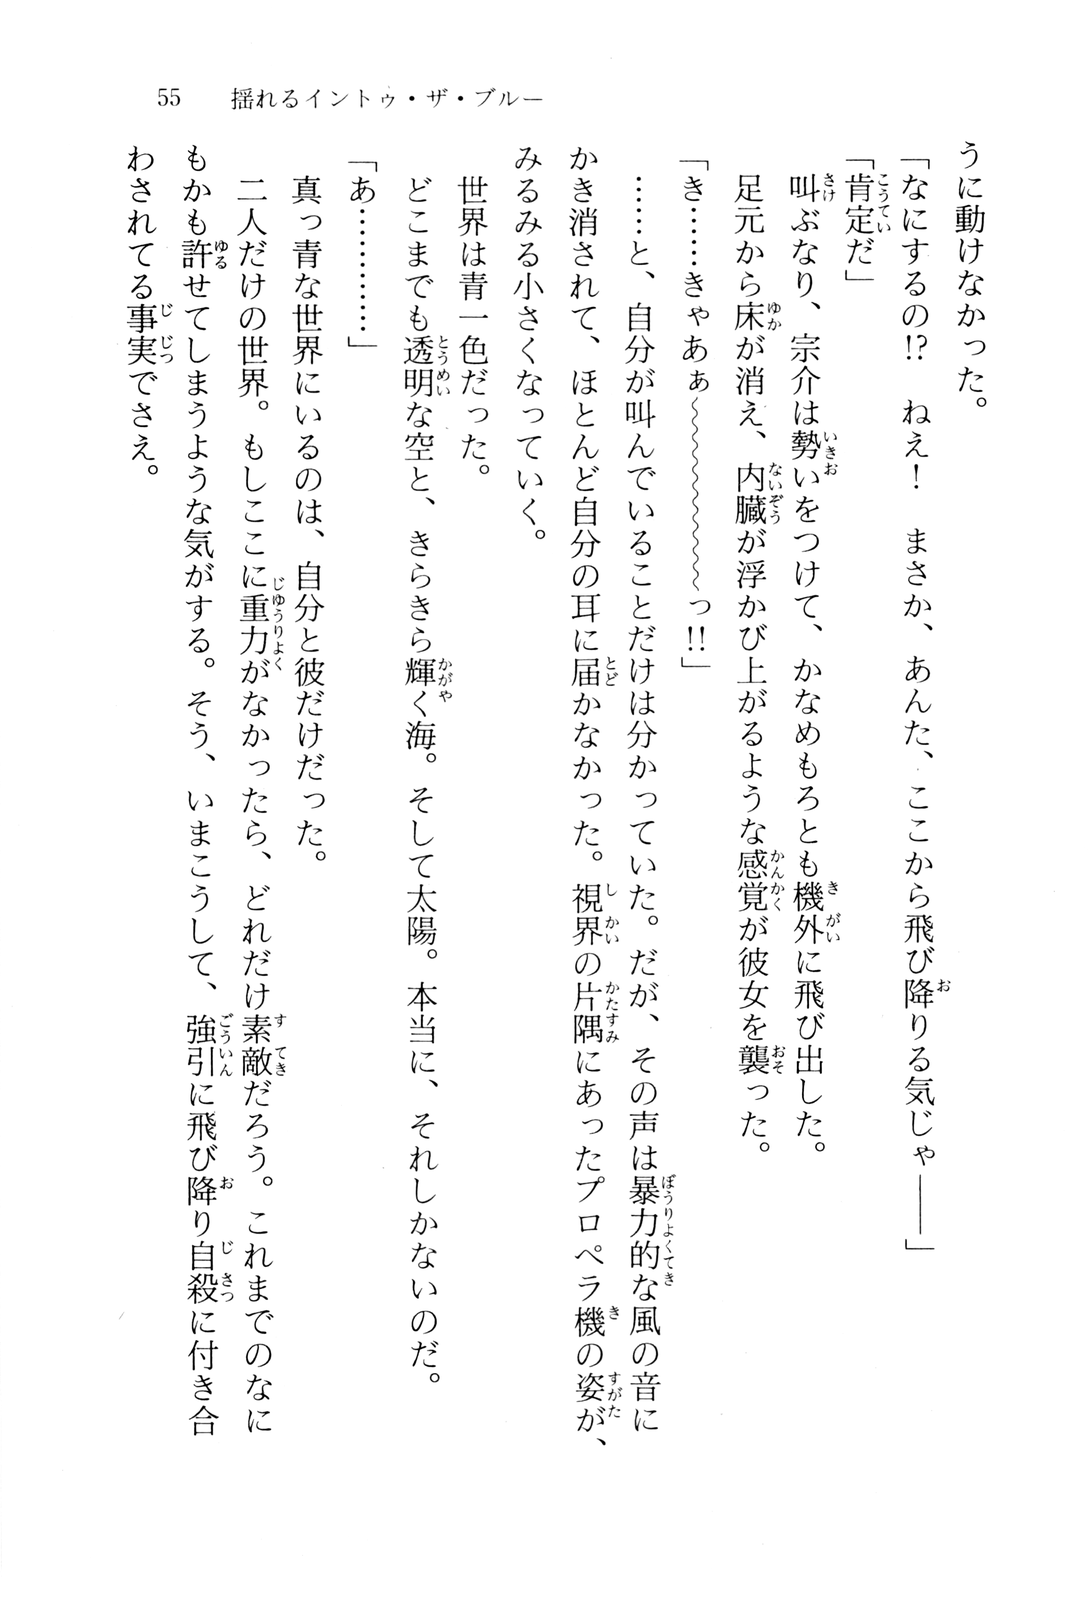 55　揺れるイントゥ・ザ・ブルー
うに動けなかった。
「なにするの!?　ねえ！　まさか、あんた、ここから飛び降りる気じゃ――」
「肯定だ」
　叫ぶなり、宗介は勢いをつけて、かなめもろとも機外に飛び出した。
　足元から床が消え、内臓が浮かび上がるような感覚が彼女を襲った。
「き……きゃあぁ～～～～～～～～～っ!!」
　……と、自分が叫んでいることだけは分かっていた。だが、その声は暴力的な風の音に
かき消されて、ほとんど自分の耳に届かなかった。視界の片隅にあったプロペラ機の姿が、
みるみる小さくなっていく。
　世界は青一色だった。
　どこまでも透明な空と、きらきら輝く海。そして太陽。本当に、それしかないのだ。
「あ…………」
　真っ青な世界にいるのは、自分と彼だけだった。
　二人だけの世界。もしここに重力がなかったら、どれだけ素敵だろう。これまでのなに
もかも許せてしまうような気がする。そう、いまこうして、強引に飛び降り自殺に付き合
わされてる事実でさえ。